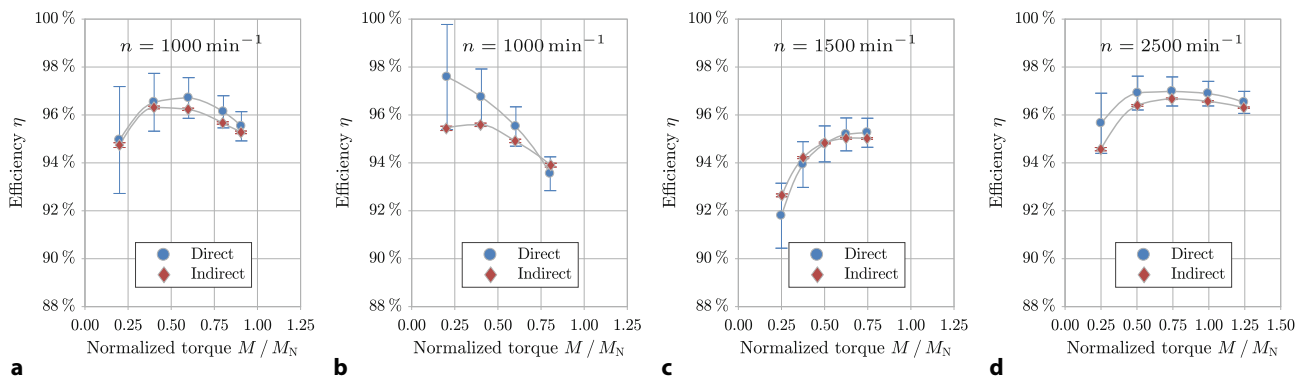 100 %
98 %
96 %
94 %
92 %
90 %
88 %
Efficiency η
n = 1000 min⁻¹
Direct
Indirect
0.00 0.25 0.50 0.75 1.00 1.25
Normalized torque M / M_N
a
100 %
98 %
96 %
94 %
92 %
90 %
88 %
Efficiency η
n = 1000 min⁻¹
Direct
Indirect
0.00 0.25 0.50 0.75 1.00 1.25
Normalized torque M / M_N
b
100 %
98 %
96 %
94 %
92 %
90 %
88 %
Efficiency η
n = 1500 min⁻¹
Direct
Indirect
0.00 0.25 0.50 0.75 1.00 1.25
Normalized torque M / M_N
c
100 %
98 %
96 %
94 %
92 %
90 %
88 %
Efficiency η
n = 2500 min⁻¹
Direct
Indirect
0.00 0.25 0.50 0.75 1.00 1.25 1.50
Normalized torque M / M_N
d